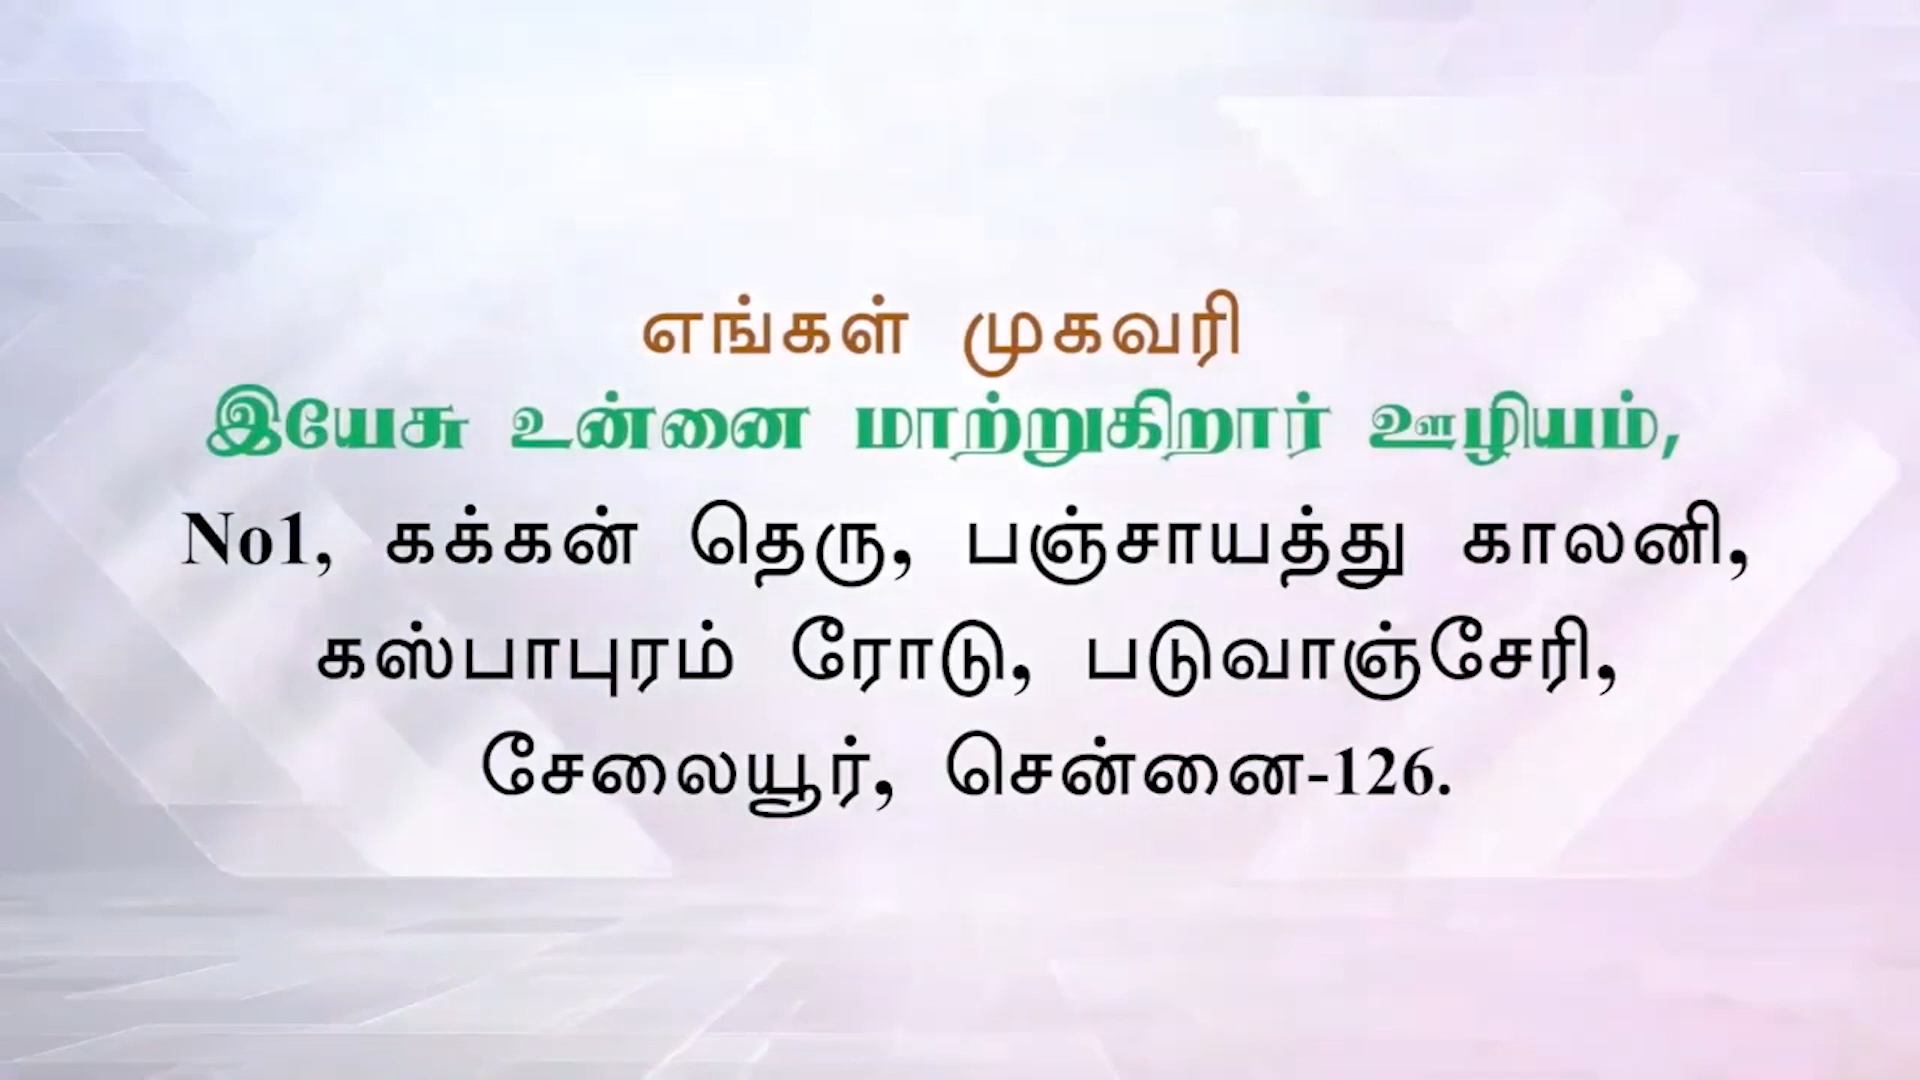 எங்கள் முகவரி
இயேசு உன்னை மாற்றுகிறார் ஊழியம்,
No1, கக்கன் தெரு, பஞ்சாயத்து காலனி,
கஸ்பாபுரம் ரோடு, படுவாஞ்சேரி,
சேலையூர், சென்னை-126.